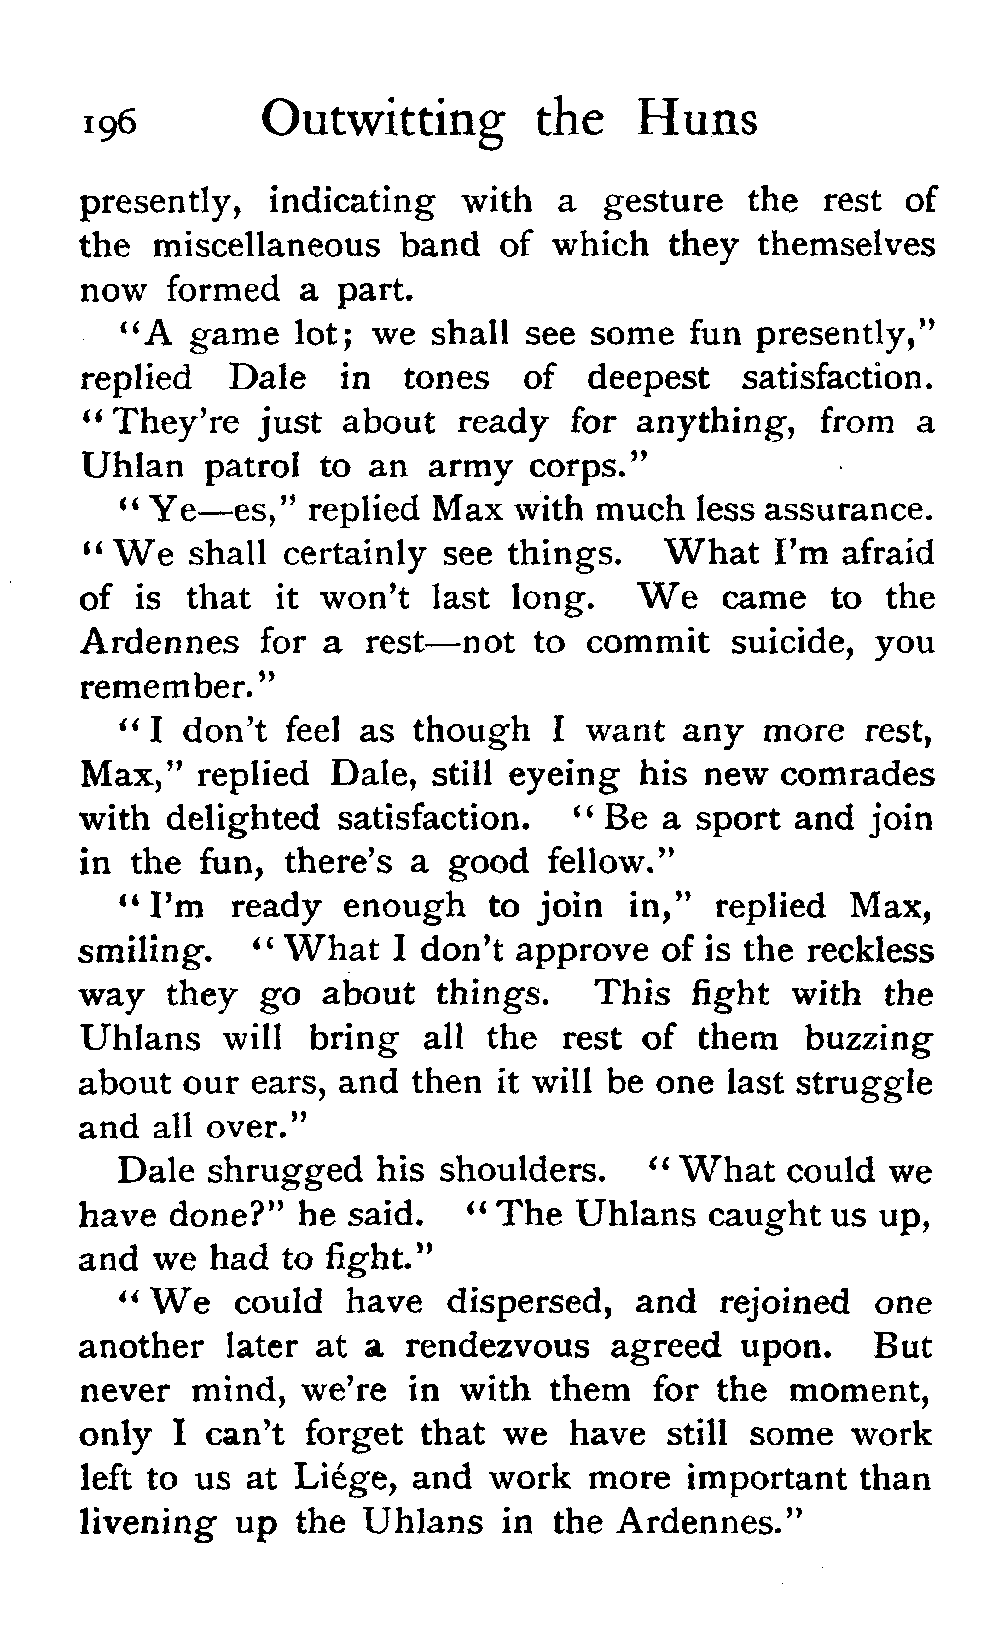 196 Outwitting the Huns
presently, indicating with a gesture the rest of
the miscellaneous band of which they themselves
now formed a part.
"A game lot; we shall see some fun presently,"
replied Dale in tones of deepest satisfaction.
"They're just about ready for anything, from a
Uhlan patrol to an army corps."
"Ye—es," replied Max with much less assurance.
"We shall certainly see things. What I'm afraid
of is that it won't last long. We came to the
Ardennes for a rest—not to commit suicide, you
remember."
"I don't feel as though I want any more rest,
Max," replied Dale, still eyeing his new comrades
with delighted satisfaction. "Be a sport and join
in the fun, there's a good fellow."
"I'm ready enough to join in," replied Max,
smiling. "What I don't approve of is the reckless
way they go about things. This fight with the
Uhlans will bring all the rest of them buzzing
about our ears, and then it will be one last struggle
and all over."
Dale shrugged his shoulders. "What could we
have done?" he said. "The Uhlans caught us up,
and we had to fight."
"We could have dispersed, and rejoined one
another later at a rendezvous agreed upon. But
never mind, we're in with them for the moment,
only I can't forget that we have still some work
left to us at Liége, and work more important than
livening up the Uhlans in the Ardennes."